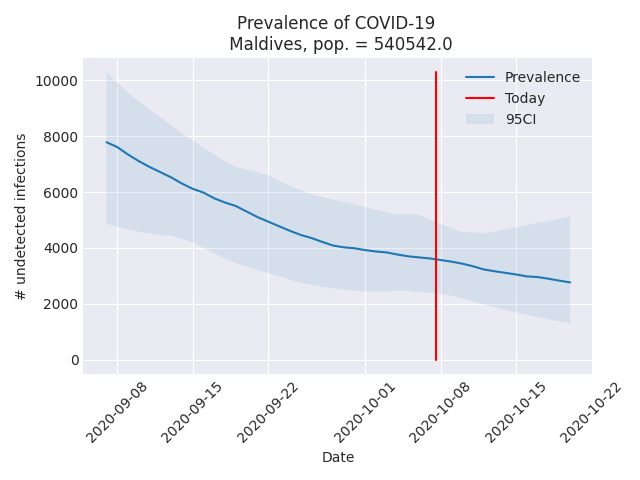 Prevalence of COVID-19
Maldives, pop. = 540542.0
Prevalence
Today
95CI
10000
8000
6000
4000
2000
0
# undetected infections
2020-09-08
2020-09-15
2020-09-22
2020-10-01
2020-10-08
2020-10-15
2020-10-22
Date